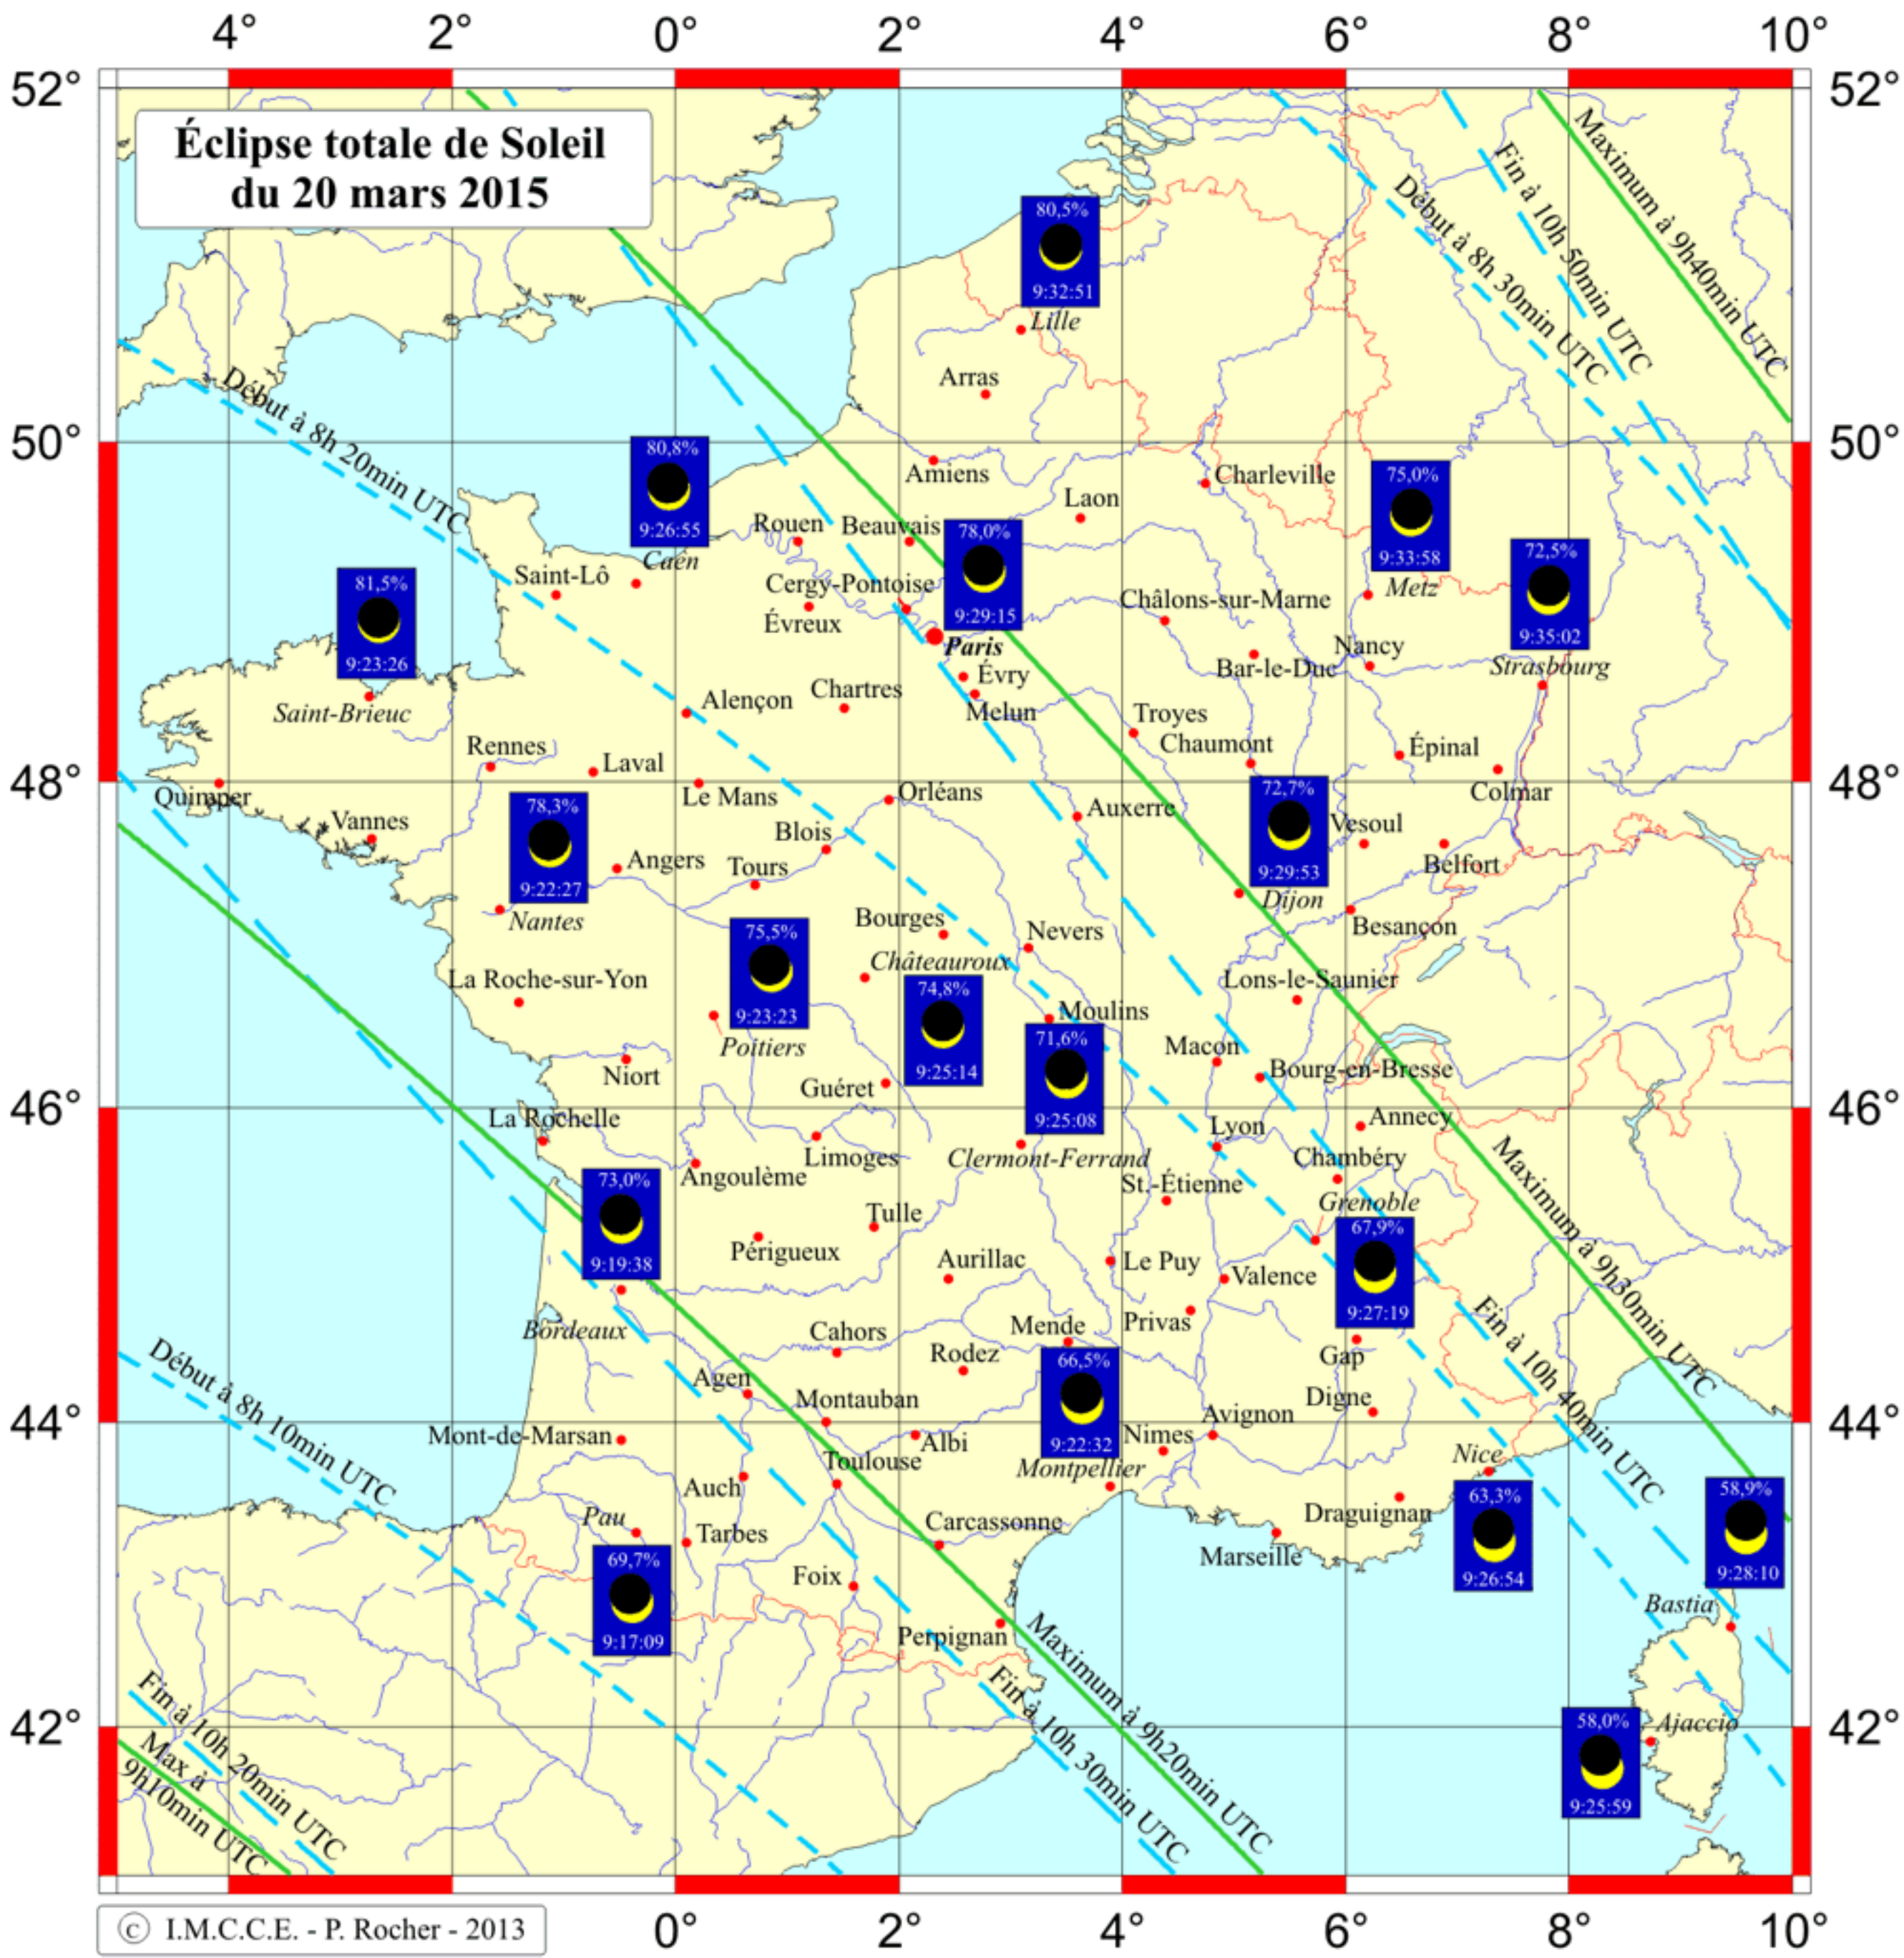 4° 2° 0° 2° 4° 6° 8° 10°
52° 52°
Éclipse totale de Soleil
du 20 mars 2015
Maximum à 9h40min UTC
Fin à 10h 50min UTC
Début à 8h 30min UTC
80,5%
9:32:51
Lille
Début à 8h 20min UTC
Arras
50° 50°
80,8%
9:26:55
Caen
Amiens
Charleville
75,0%
9:33:58
Metz
Laon
Rouen
Beauvais
78,0%
9:29:15
Paris
72,5%
9:35:02
Strasbourg
81,5%
9:23:26
Saint-Brieuc
Saint-Lô
Cergy-Pontoise
Évreux
Châlons-sur-Marne
Nancy
Bar-le-Duc
Évry
Melun
Alençon
Chartres
Troyes
Chaumont
Épinal
Rennes
Laval
48° 48°
Quimper
Le Mans
Orléans
Colmar
78,3%
9:22:27
Nantes
72,7%
9:29:53
Dijon
Auxerre
Vannes
Blois
Vesoul
Angers
Tours
Belfort
Bourges
Nevers
Besançon
75,5%
9:23:23
Poitiers
Châteauroux
74,8%
9:25:14
La Roche-sur-Yon
Lons-le-Saunier
Moulins
71,6%
9:25:08
Clermont-Ferrand
Macon
Niort
Guéret
Bourg-en-Bresse
46° 46°
La Rochelle
Annecy
Lyon
Limoges
Chambéry
Angoulême
St.-Étienne
Grenoble
67,9%
9:27:19
73,0%
9:19:38
Bordeaux
Maximum à 9h30min UTC
Tulle
Périgueux
Aurillac
Le Puy
Valence
Privas
Mende
Cahors
Rodez
Gap
Fin à 10h 40min UTC
Début à 8h 10min UTC
66,5%
9:22:32
Montpellier
Agen
Montauban
Digne
44° 44°
Avignon
Mont-de-Marsan
Albi
Nimes
Toulouse
Nice
63,3%
9:26:54
Auch
58,9%
9:28:10
Bastia
Pau
69,7%
9:17:09
Tarbes
Carcassonne
Draguignan
Marseille
Foix
Perpignan
Maximum à 9h20min UTC
Fin à 10h 30min UTC
Fin à 10h 20min UTC
Max à
9h10min UTC
42° 42°
58,0%
9:25:59
Ajaccio
© I.M.C.C.E. - P. Rocher - 2013
0° 2° 4° 6° 8° 10°